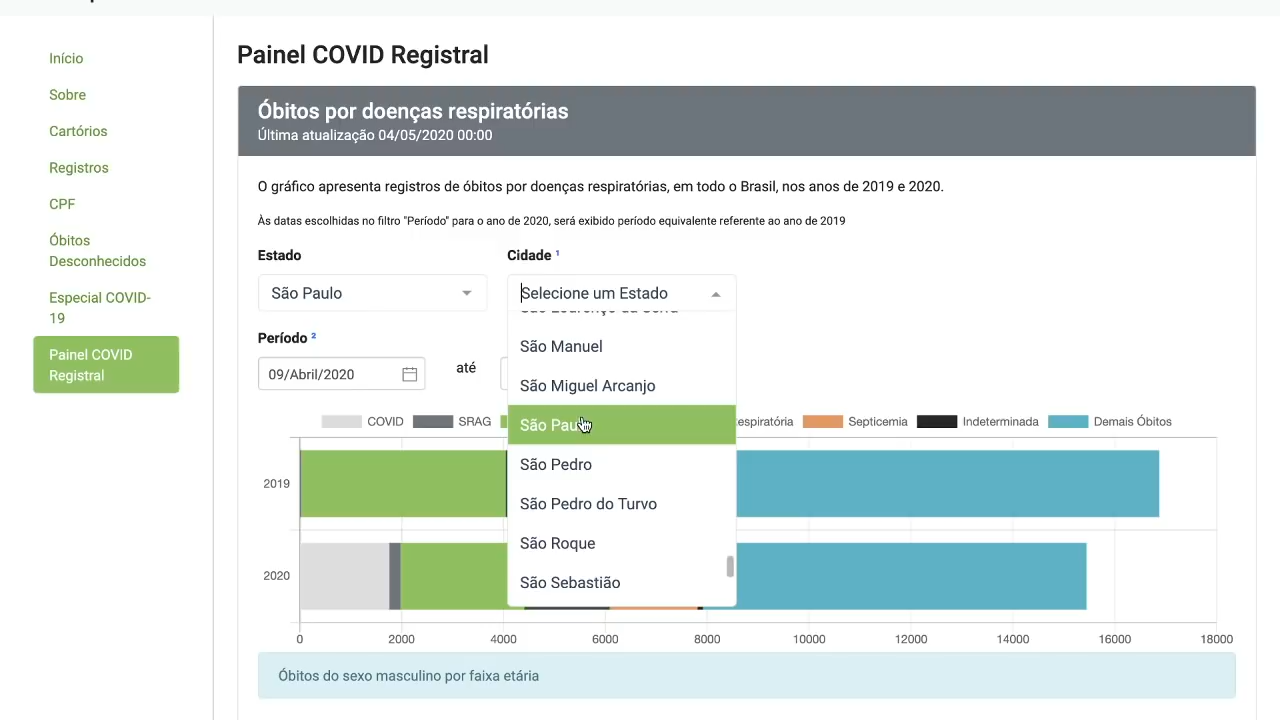 Painel COVID Registral
Início
Sobre
Cartórios
Registros
CPF
Óbitos
Desconhecidos
Especial COVID-
19
Painel COVID
Registral
Óbitos por doenças respiratórias
Última atualização 04/05/2020 00:00
O gráfico apresenta registros de óbitos por doenças respiratórias, em todo o Brasil, nos anos de 2019 e 2020.
Às datas escolhidas no filtro "Período" para o ano de 2020, será exibido período equivalente referente ao ano de 2019
Estado
Cidade ¹
São Paulo
Selecione um Estado
São Manuel
São Miguel Arcanjo
São Paulo
São Pedro
São Pedro do Turvo
São Roque
São Sebastião
Período ²
09/Abril/2020
até
COVID SRAG espiratória Septicemia Indeterminada Demais Óbitos
2019
2020
0 2000 4000 6000 8000 10000 12000 14000 16000 18000
Óbitos do sexo masculino por faixa etária